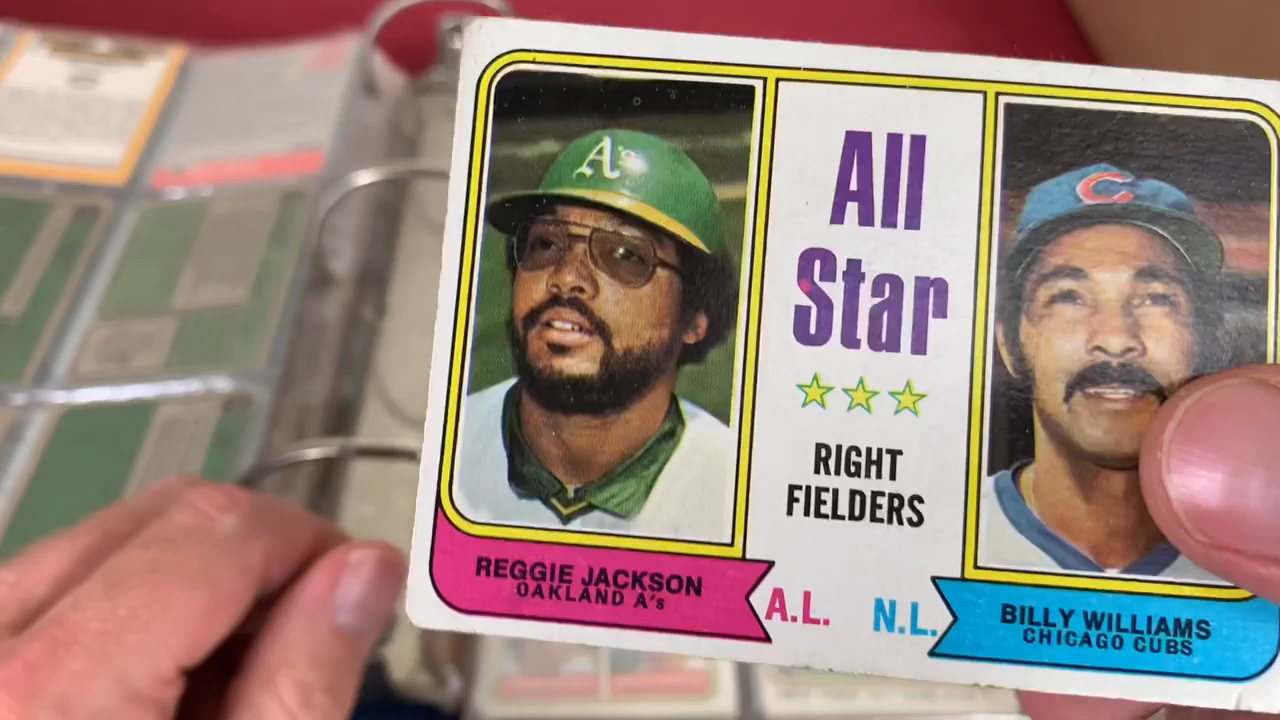 A's
C
All
Star
RIGHT
FIELDERS
REGGIE JACKSON
OAKLAND A's
A.L.
N.L.
BILLY WILLIAMS
CHICAGO CUBS